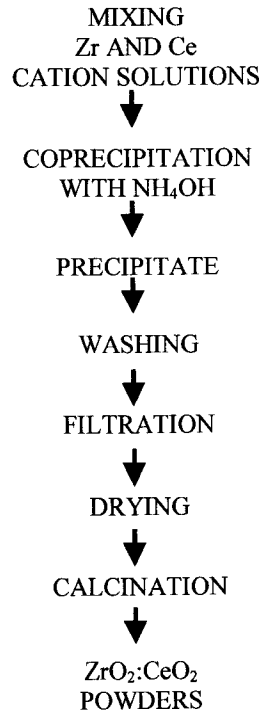 MIXING
Zr AND Ce
CATION SOLUTIONS
COPRECIPITATION
WITH NH₄OH
PRECIPITATE
WASHING
FILTRATION
DRYING
CALCINATION
ZrO₂:CeO₂
POWDERS